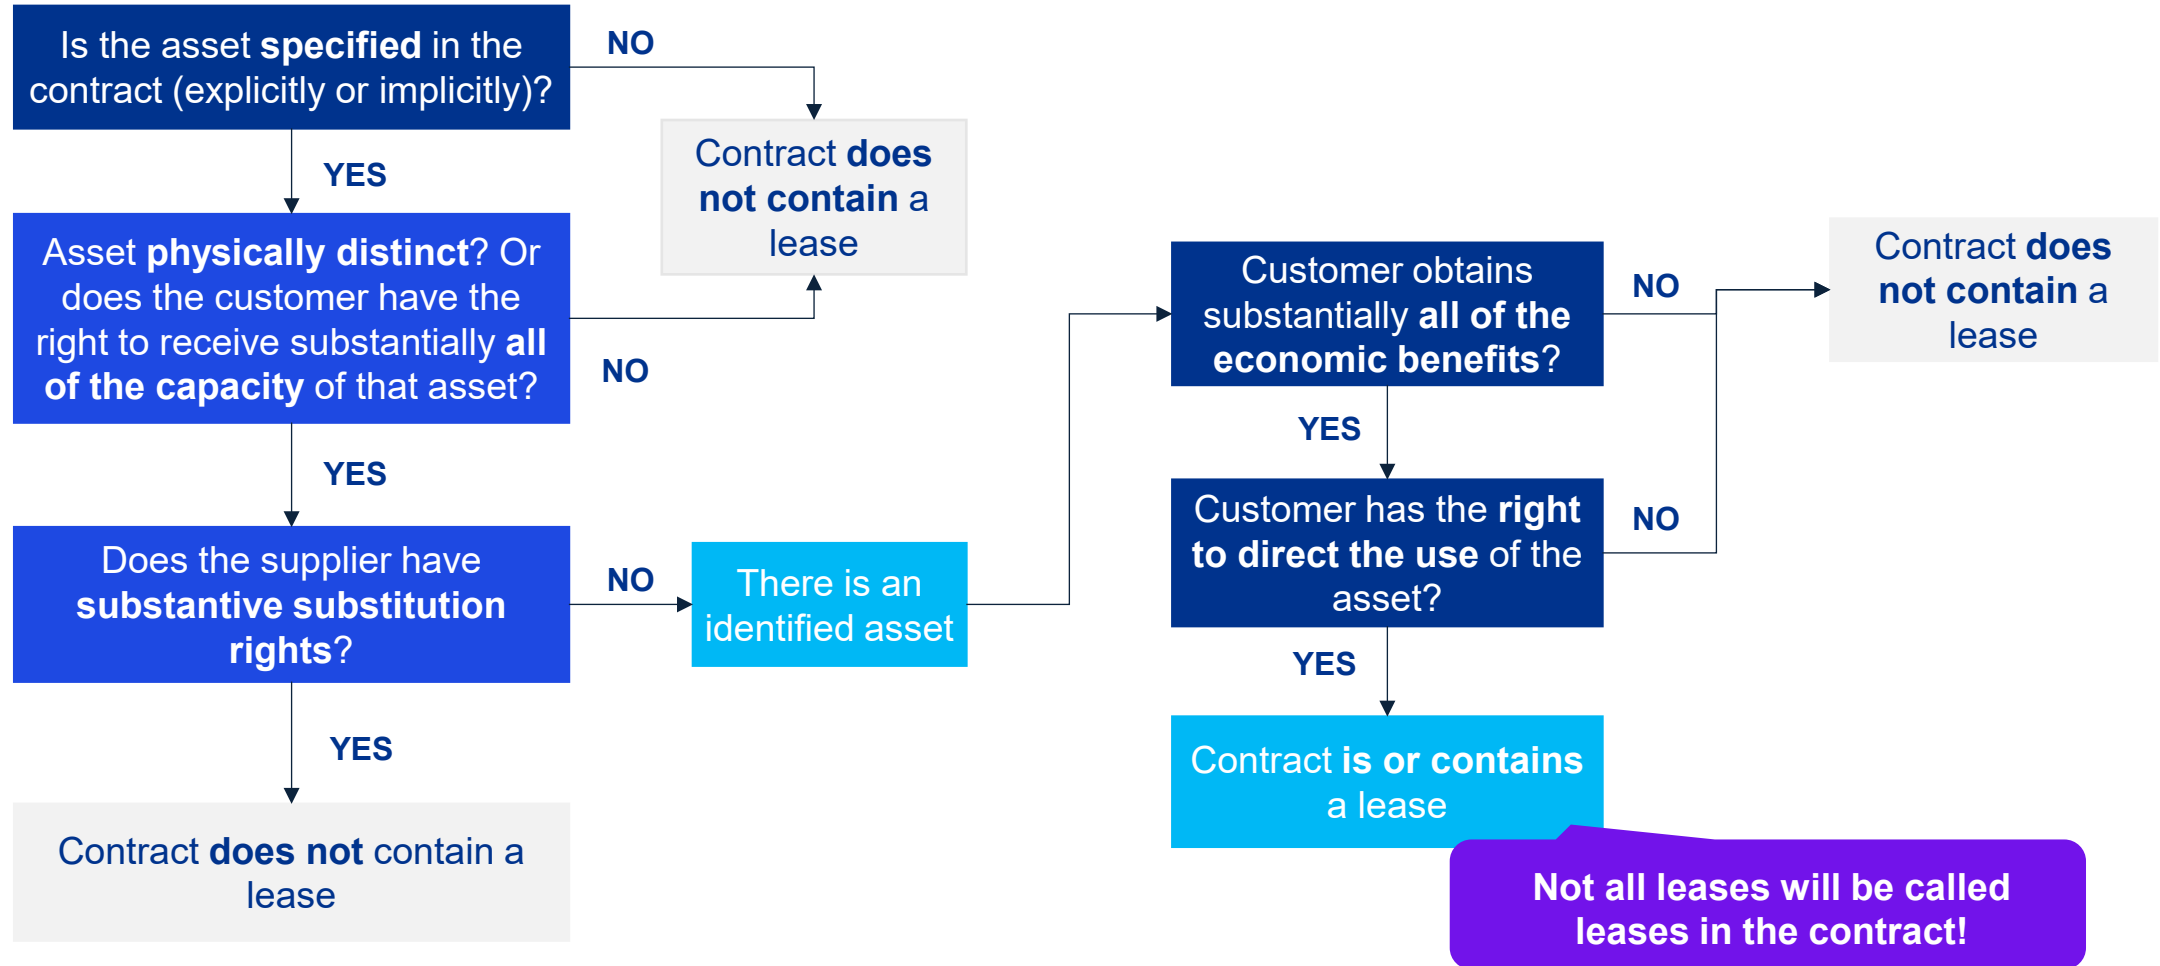 Is the asset specified in the
contract (explicitly or implicitly)?
NO
YES
Contract does
not contain a
lease
Asset physically distinct? Or
does the customer have the
right to receive substantially all
of the capacity of that asset?
NO
YES
Does the supplier have
substantive substitution
rights?
NO
There is an
identified asset
YES
Contract does not contain a
lease
Customer obtains
substantially all of the
economic benefits?
NO
Contract does
not contain a
lease
YES
Customer has the right
to direct the use of the
asset?
NO
YES
Contract is or contains
a lease
Not all leases will be called
leases in the contract!